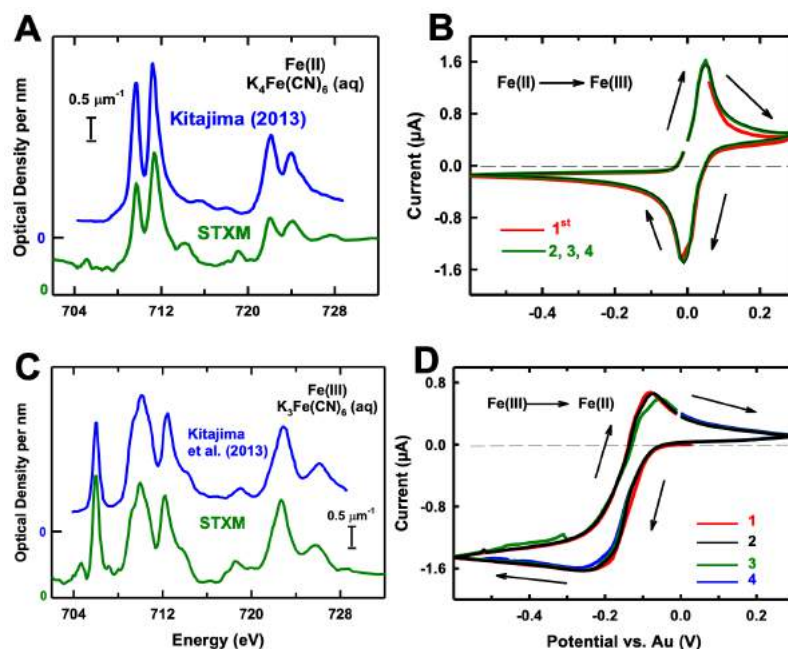 A
Fe(II)
K4Fe(CN)6 (aq)
0.5 µm-1
Kitajima (2013)
STXM
Optical Density per nm
0
0
704 712 720 728
B
Fe(II) Fe(III)
1st
2, 3, 4
Current (µA)
1.6
0.8
0.0
-0.8
-1.6
-0.4 -0.2 0.0 0.2
C
Fe(III)
K3Fe(CN)6 (aq)
Kitajima
et al. (2013)
STXM
0.5 µm-1
Optical Density per nm
0
0
704 712 720 728
Energy (eV)
D
Fe(III) Fe(II)
1
2
3
4
Current (µA)
0.8
0.0
-0.8
-1.6
-0.4 -0.2 0.0 0.2
Potential vs. Au (V)